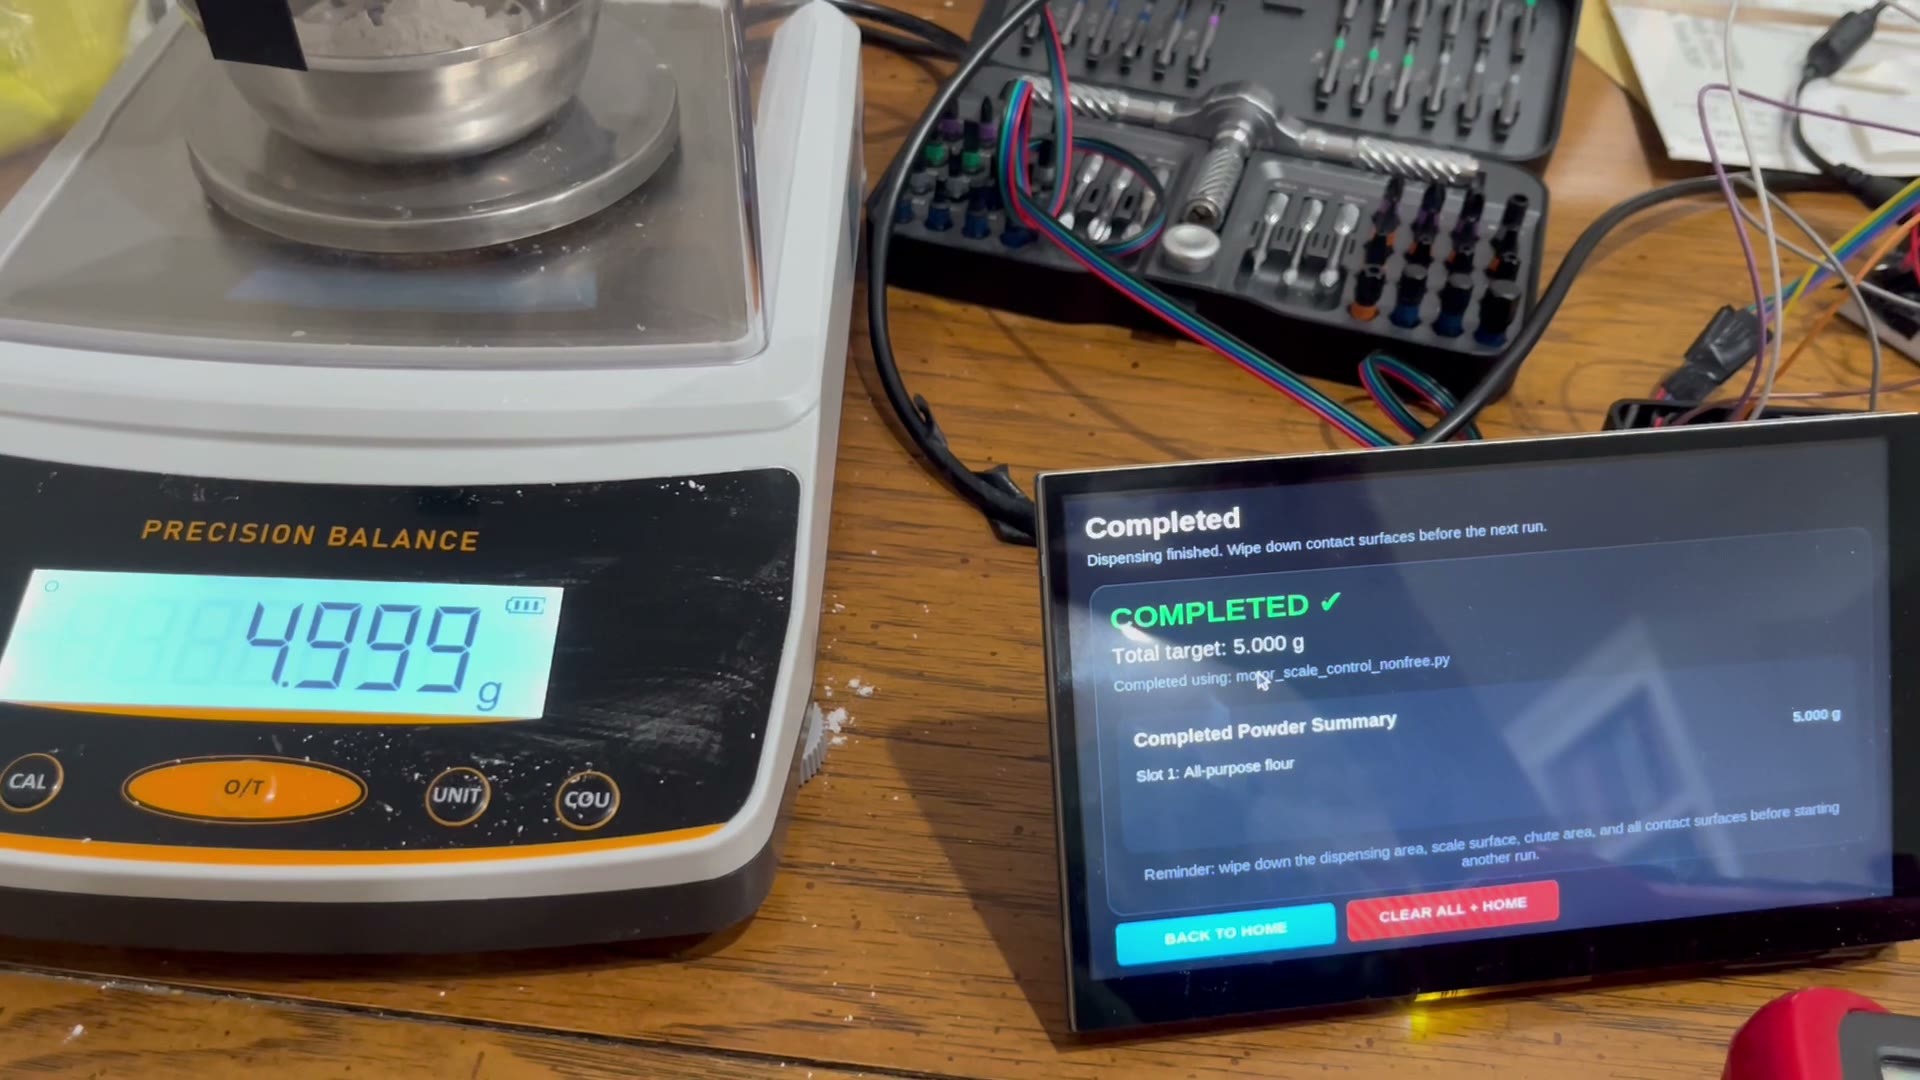 PRECISION BALANCE
4.999 g
CAL
O/T
UNIT
COU
Completed
Dispensing finished. Wipe down contact surfaces before the next run.
COMPLETED ✔
Total target: 5.000 g
Completed using: motor_scale_control_nonfree.py
Completed Powder Summary
5.000 g
Slot 1: All-purpose flour
Reminder: wipe down the dispensing area, scale surface, chute area, and all contact surfaces before starting
another run.
BACK TO HOME
CLEAR ALL + HOME